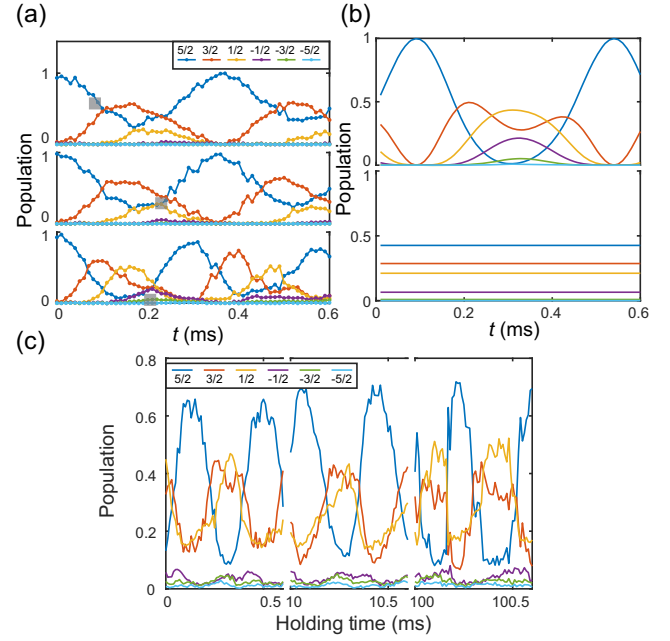 (a)
(b)
5/2 3/2 1/2 -1/2 -3/2 -5/2
1
0
1
0
1
0
0 0.2 0.4 0.6
t (ms)
Population
1
0.5
0
1
0.5
0
0 0.2 0.4 0.6
t (ms)
Population
(c)
5/2 3/2 1/2 -1/2 -3/2 -5/2
0.8
0.6
0.4
0.2
0
0 0.5 10 10.5 100 100.5
Population
Holding time (ms)